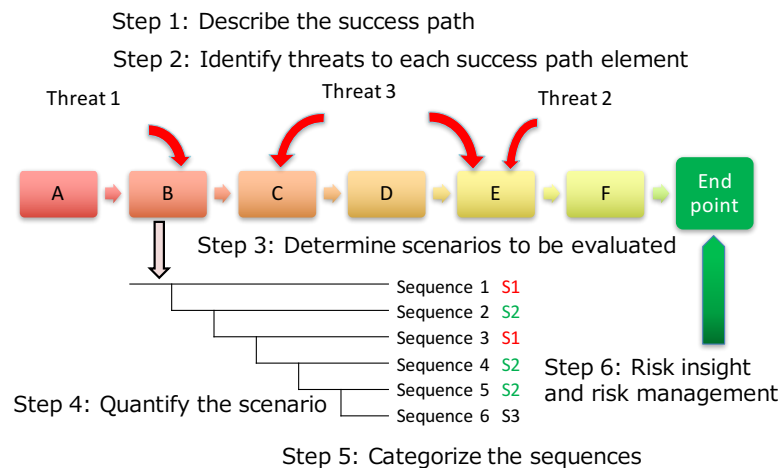 Step 1: Describe the success path
Step 2: Identify threats to each success path element
Threat 1
Threat 3
Threat 2
A
B
C
D
E
F
End
point
Step 3: Determine scenarios to be evaluated
Sequence 1 S1
Sequence 2 S2
Sequence 3 S1
Sequence 4 S2
Sequence 5 S2
Sequence 6 S3
Step 6: Risk insight
and risk management
Step 4: Quantify the scenario
Step 5: Categorize the sequences